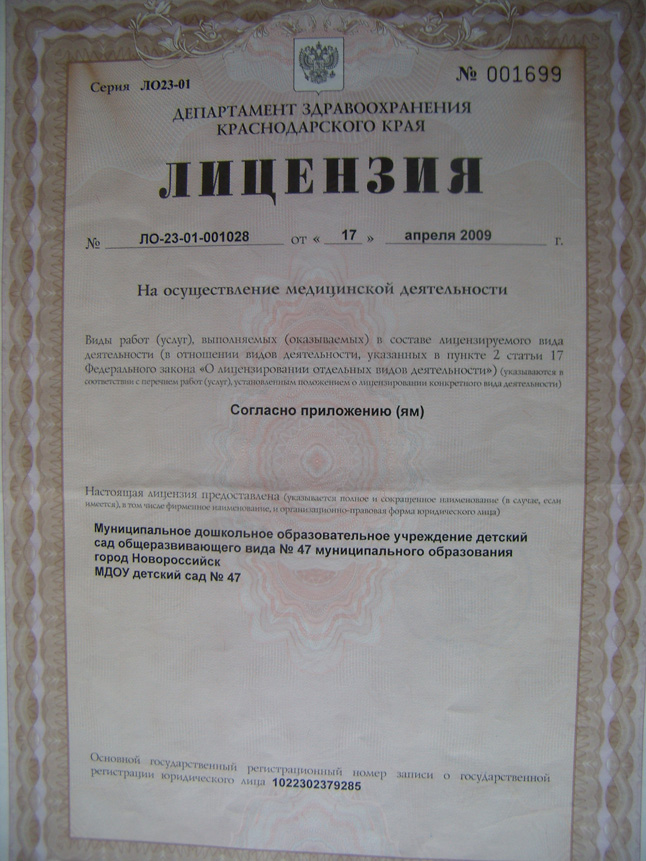 Серия ЛО23-01
№ 001699
ДЕПАРТАМЕНТ ЗДРАВООХРАНЕНИЯ
КРАСНОДАРСКОГО КРАЯ
ЛИЦЕНЗИЯ
№ ЛО-23-01-001028 от « 17 » апреля 2009 г.
На осуществление медицинской деятельности
Виды работ (услуг), выполняемых (оказываемых) в составе лицензируемого вида
деятельности (в отношении видов деятельности, указанных в пункте 2 статьи 17
Федерального закона «О лицензировании отдельных видов деятельности») (указываются в
соответствии с перечнем работ (услуг), установленным положением о лицензировании конкретного вида деятельности)
Согласно приложению (ям)
Настоящая лицензия предоставлена (указывается полное и сокращенное наименование (в случае, если
имеется), в том числе фирменное наименование, и организационно-правовая форма юридического лица)
Муниципальное дошкольное образовательное учреждение детский
сад общеразвивающего вида № 47 муниципального образования
город Новороссийск
МДОУ детский сад № 47
Основной государственный регистрационный номер записи о государственной
регистрации юридического лица 1022302379285